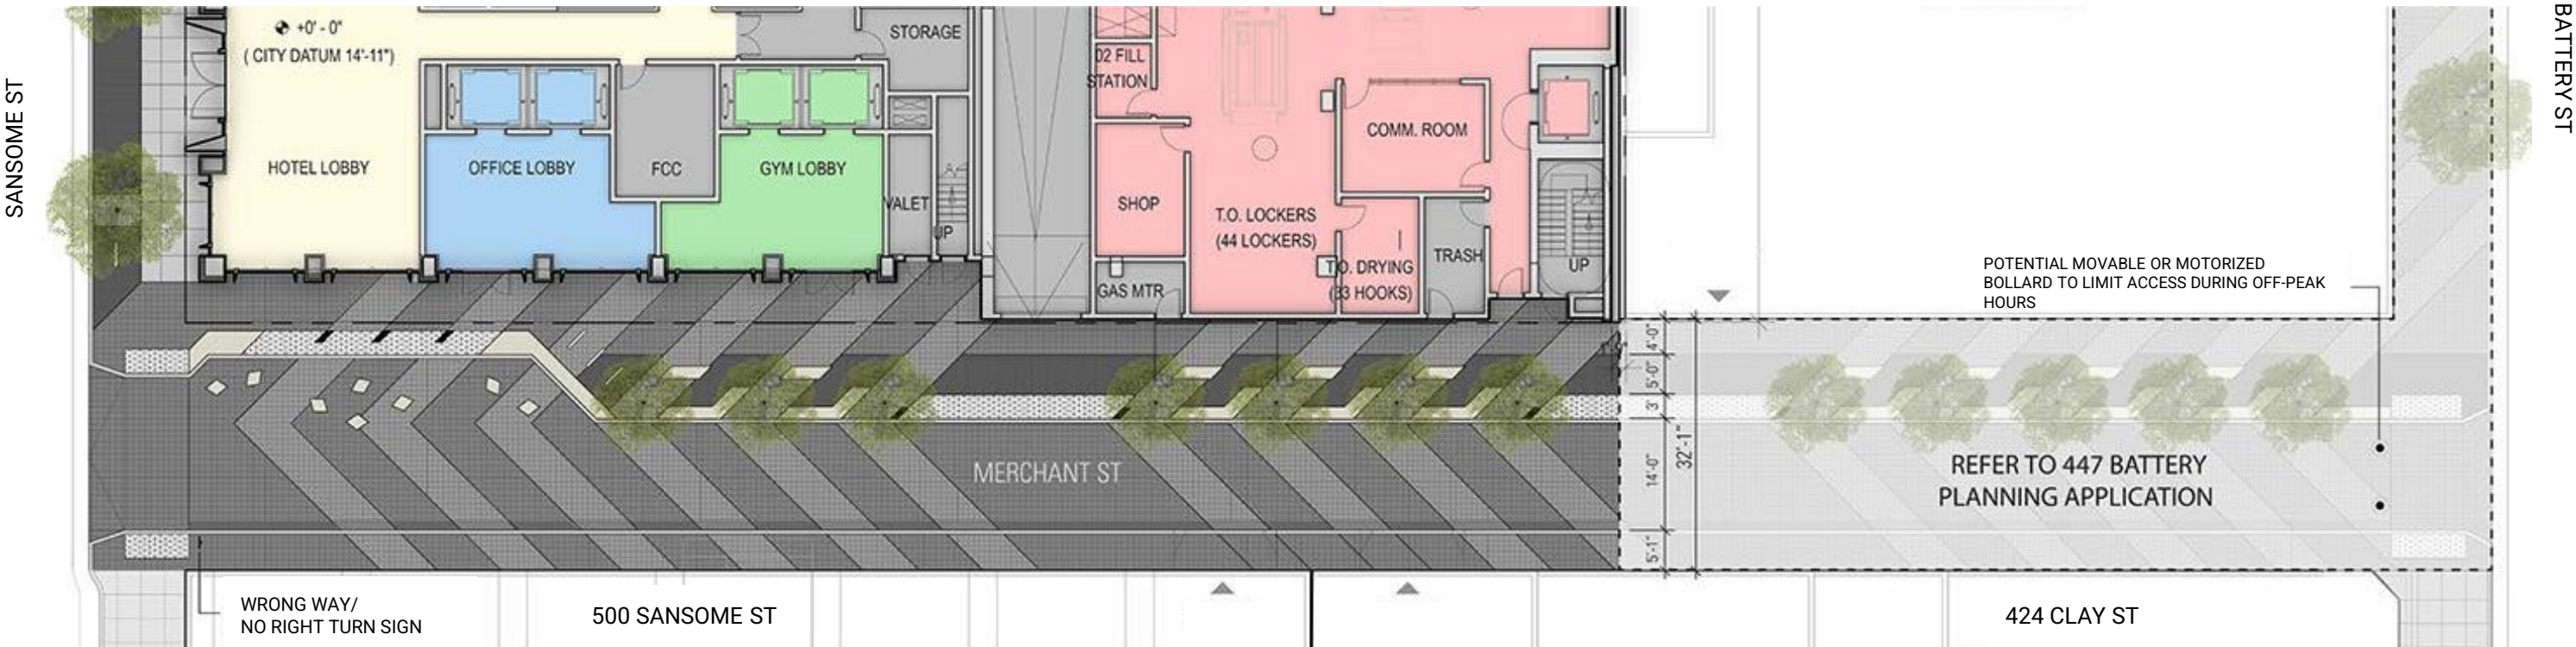 SANSOME ST
+0' - 0"
( CITY DATUM 14'-11")
HOTEL LOBBY
OFFICE LOBBY
FCC
GYM LOBBY
STORAGE
VALET
UP
O2 FILL
STATION
SHOP
GAS MTR
T.O. LOCKERS
(44 LOCKERS)
COMM. ROOM
T.O. DRYING
(33 HOOKS)
TRASH
UP
BATTERY ST
POTENTIAL MOVABLE OR MOTORIZED
BOLLARD TO LIMIT ACCESS DURING OFF-PEAK
HOURS
4'-0"
5'-0"
3'
14'-0"
5'-1"
32'-1"
MERCHANT ST
REFER TO 447 BATTERY
PLANNING APPLICATION
WRONG WAY/
NO RIGHT TURN SIGN
500 SANSOME ST
424 CLAY ST